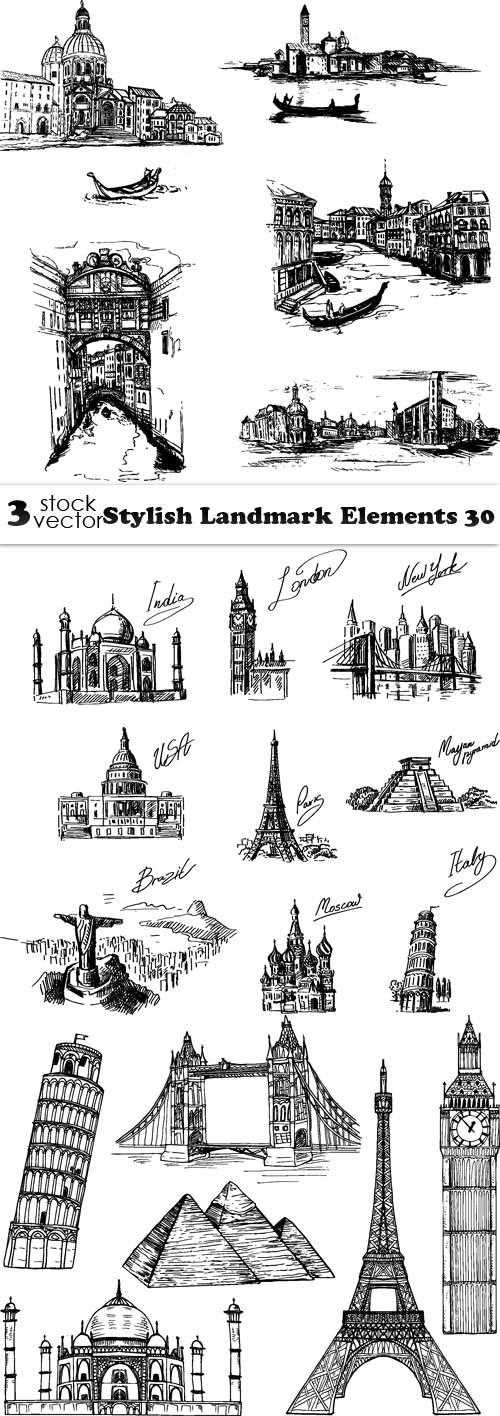 3 stock vector Stylish Landmark Elements 30
India
London
New York
USA
Paris
Mayan pyramid
Brazil
Moscow
Italy